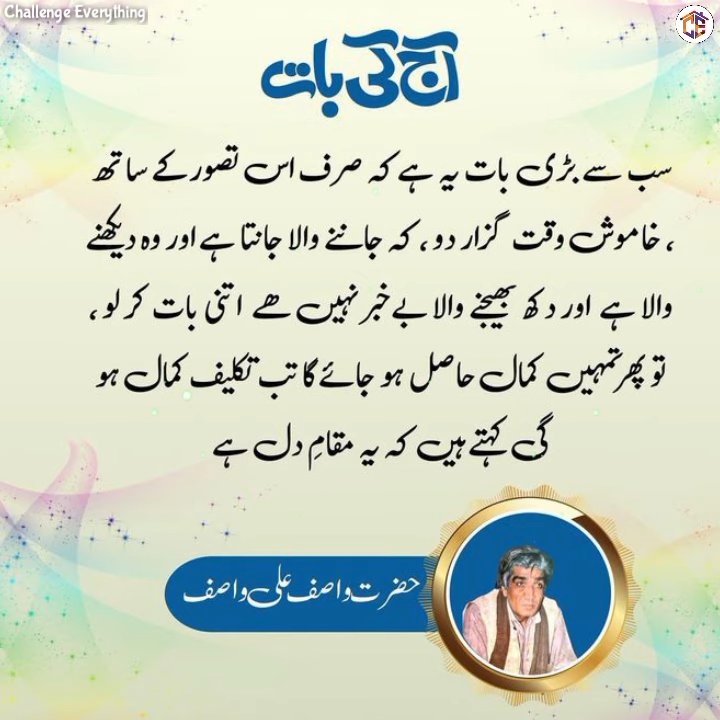 Challenge Everything
آج کی بات
سب سے بڑی بات یہ ہے کہ صرف اس تصور کے ساتھ
، خاموش وقت گزار دو ، کہ جاننے والا جانتا ہے اور وہ دیکھنے
والا ہے اور دکھ بھیجنے والا بے خبر نہیں ھے اتنی بات کر لو ،
تو پھر تمہیں کمال حاصل ہو جائے گا تب تکلیف کمال ہو
گی کہتے ہیں کہ یہ مقامِ دل ہے
حضرت واصف علی واصف